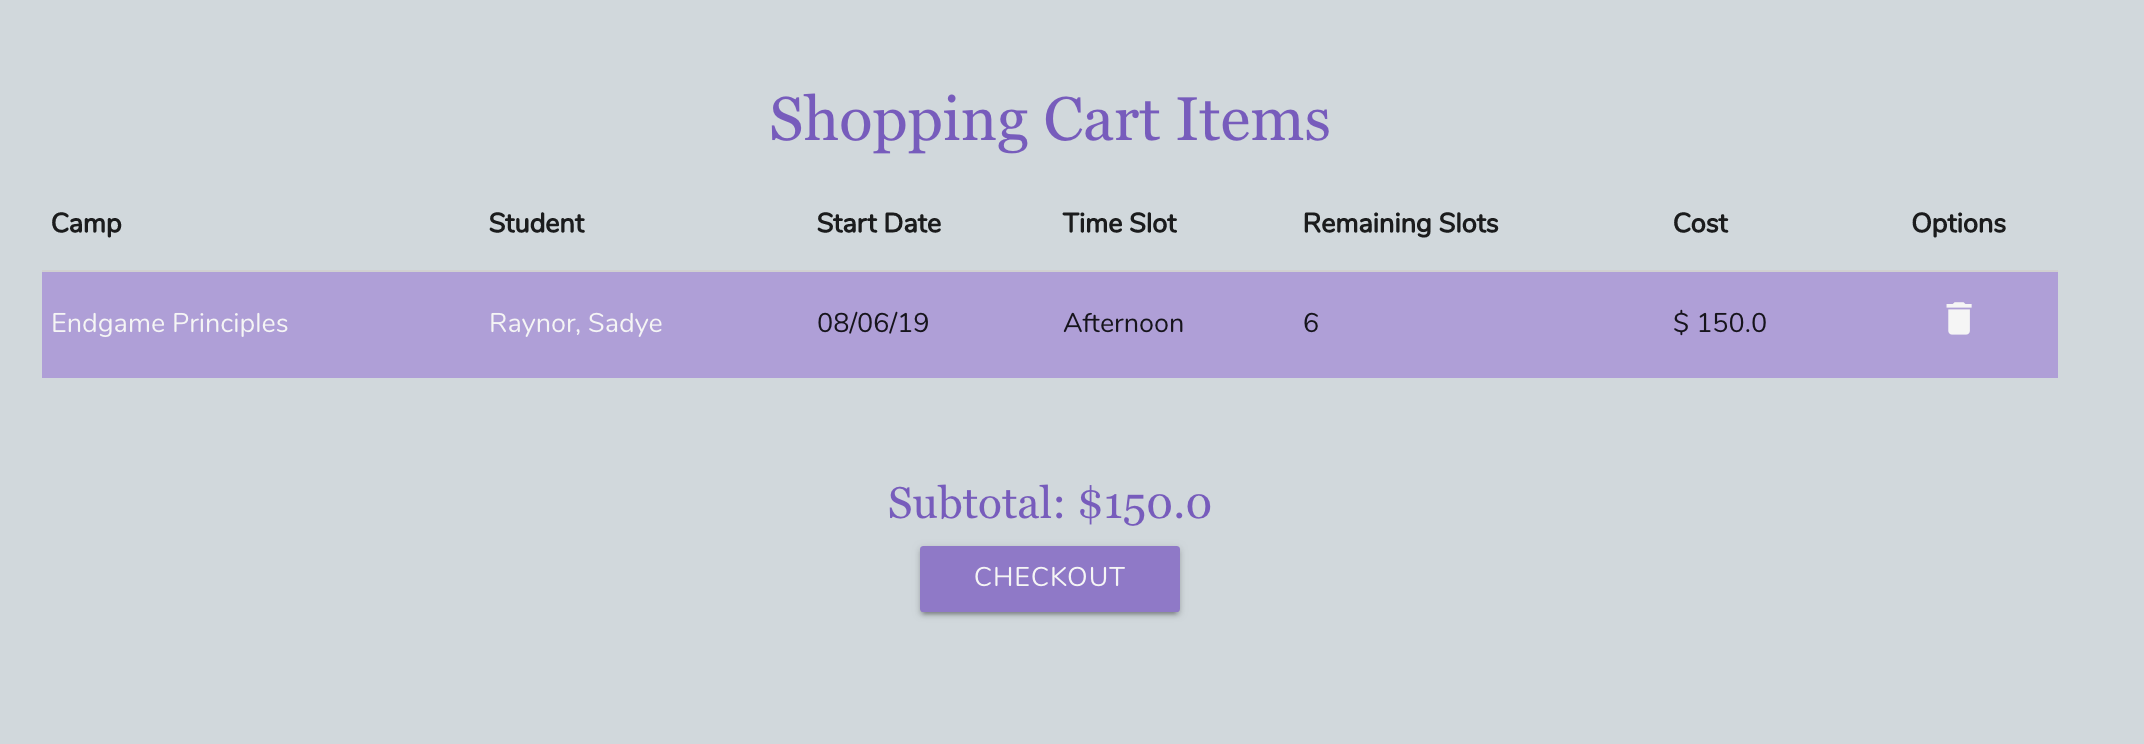 Shopping Cart Items
Camp Student Start Date Time Slot Remaining Slots Cost Options
Endgame Principles Raynor, Sadye 08/06/19 Afternoon 6 $ 150.0
Subtotal: $150.0
CHECKOUT